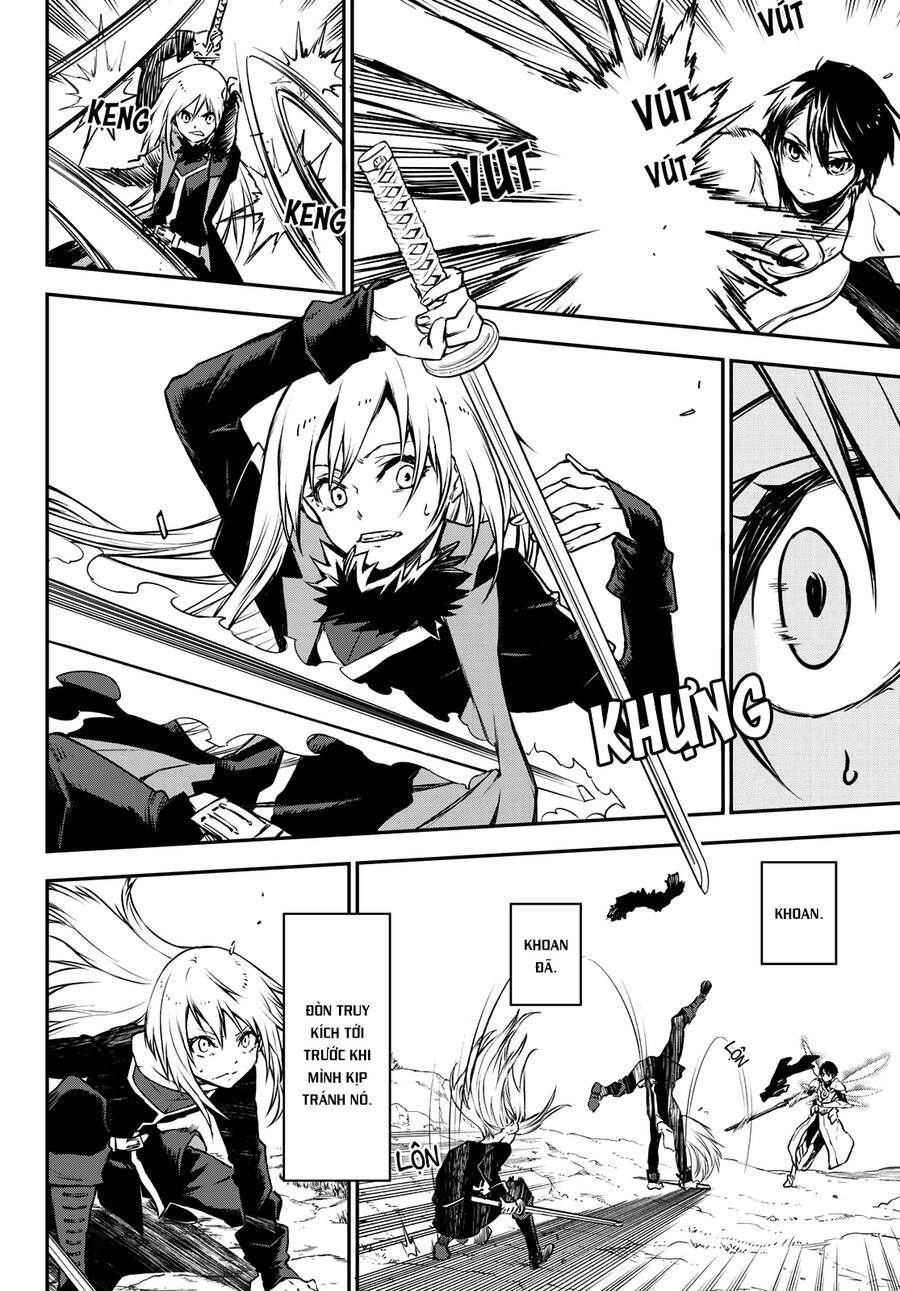 VÚT
VÚT
VÚT
VÚT
KENG
KENG
KHỰNG
KHOAN.
KHOAN
ĐÃ.
LỘN
LỘN
ĐÒN TRUY
KÍCH TỚI
TRƯỚC KHI
MÌNH KỊP
TRÁNH NÓ.